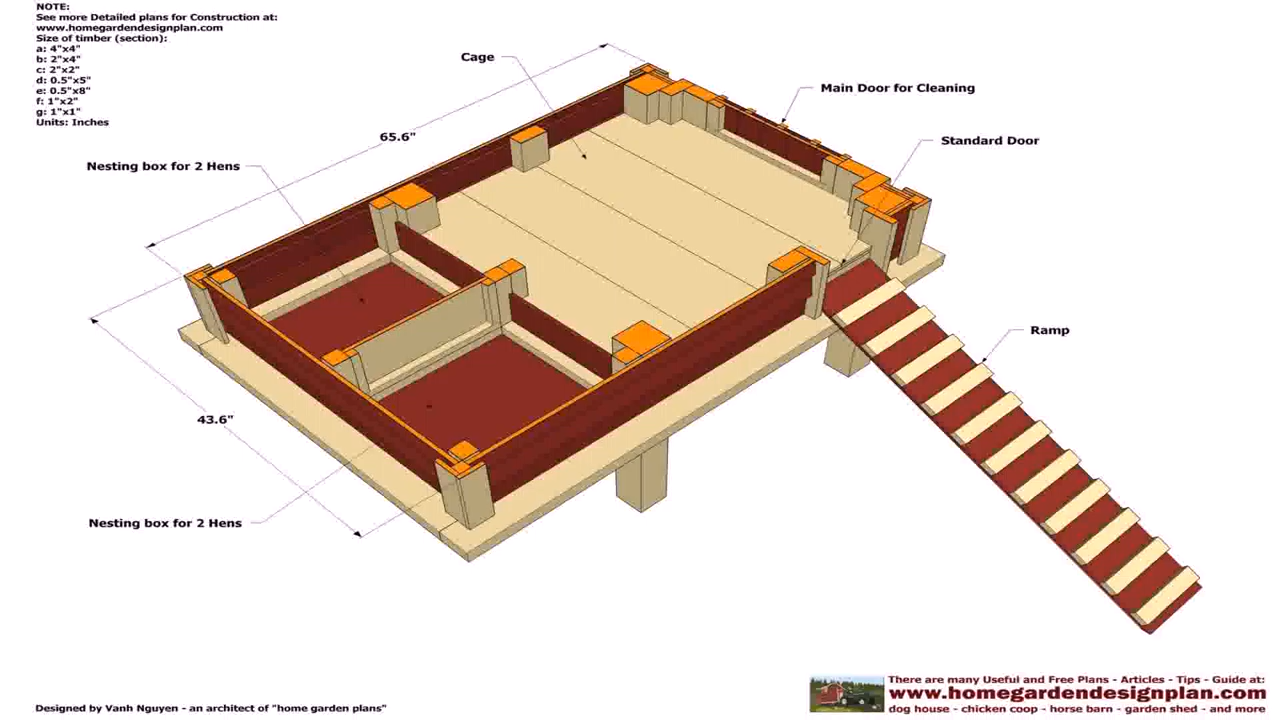 NOTE:
See more Detailed plans for Construction at:
www.homegardendesignplan.com
Size of timber (section):
a: 4"x4"
b: 2"x4"
c: 2"x2"
d: 0.5"x5"
e: 0.5"x8"
f: 1"x2"
g: 1"x1"
Units: Inches
Cage
Main Door for Cleaning
65.6"
Standard Door
Nesting box for 2 Hens
Ramp
43.6"
Nesting box for 2 Hens
There are many Useful and Free Plans - Articles - Tips - Guide at:
www.homegardendesignplan.com
dog house - chicken coop - horse barn - garden shed - and more
Designed by Vanh Nguyen - an architect of "home garden plans"